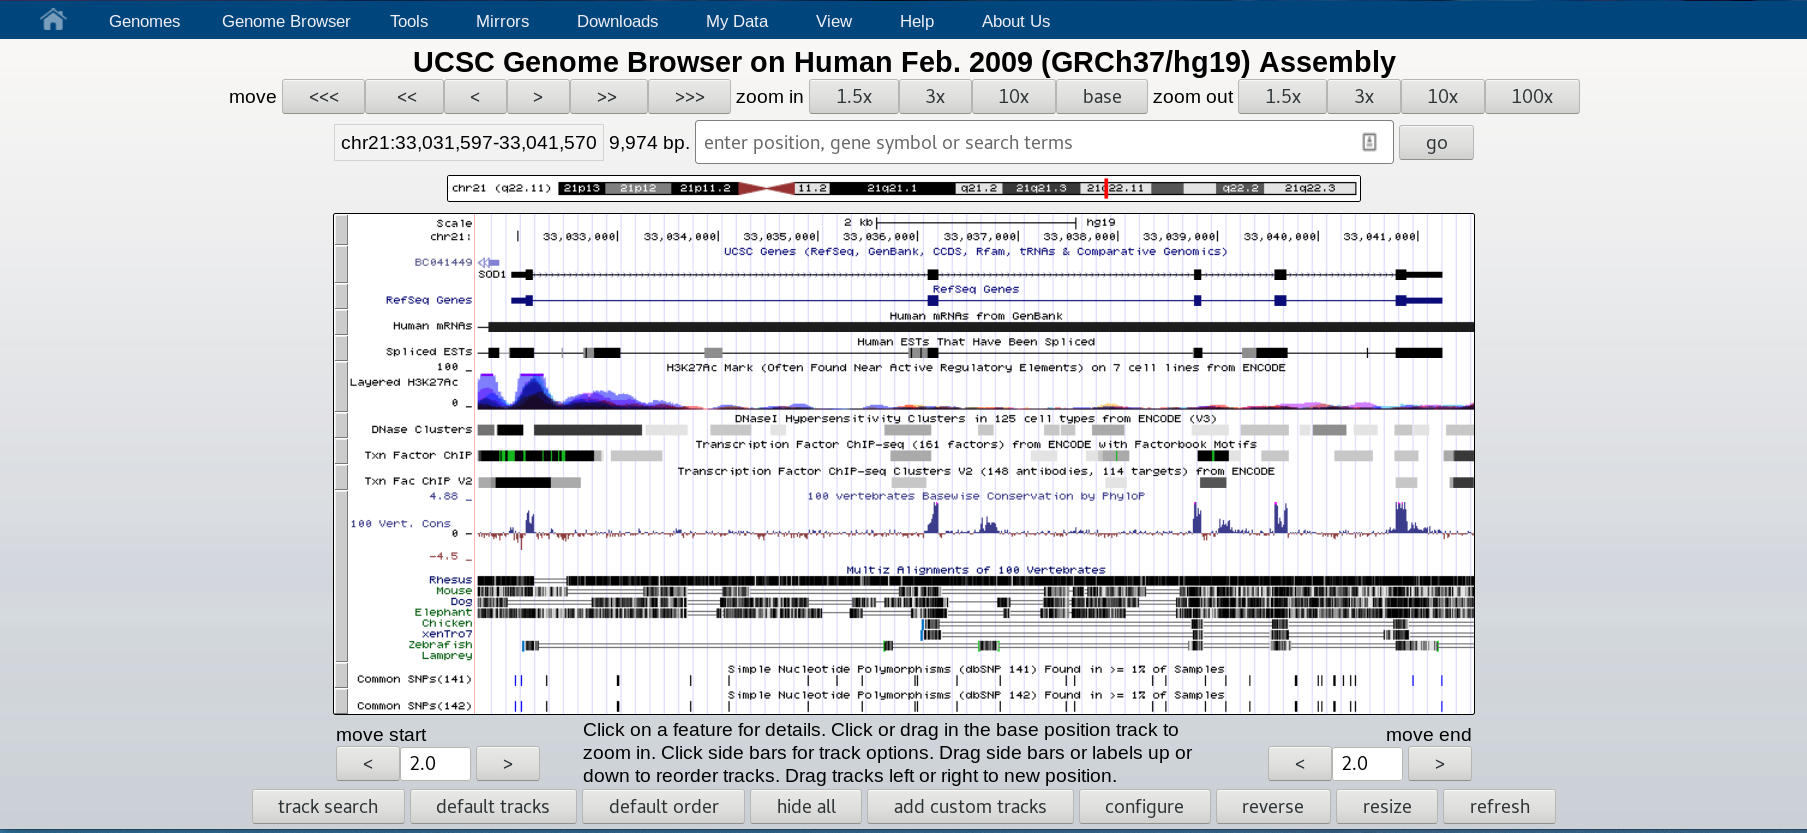 Genomes Genome Browser Tools Mirrors Downloads My Data View Help About Us
UCSC Genome Browser on Human Feb. 2009 (GRCh37/hg19) Assembly
move <<< << < > >> >>> zoom in 1.5x 3x 10x base zoom out 1.5x 3x 10x 100x
chr21:33,031,597-33,041,570 9,974 bp. enter position, gene symbol or search terms go
chr21 (q22.11) 21p13 21p12 21p11.2 11.2 21q21.1 q21.2 21q21.3 21q22.11 q22.2 21q22.3
Scale 2 kb hg19
chr21: 33,033,000 33,034,000 33,035,000 33,036,000 33,037,000 33,038,000 33,039,000 33,040,000 33,041,000
UCSC Genes (RefSeq, GenBank, CCDS, Rfam, tRNAs & Comparative Genomics)
BC041449
SOD1
RefSeq Genes
RefSeq Genes
Human mRNAs from GenBank
Human mRNAs
Human ESTs That Have Been Spliced
Spliced ESTs
100 _ H3K27Ac Mark (Often Found Near Active Regulatory Elements) on 7 cell lines from ENCODE
Layered H3K27Ac
0 _
DNaseI Hypersensitivity Clusters in 125 cell types from ENCODE (V3)
DNase Clusters
Transcription Factor ChIP-seq (161 factors) from ENCODE with Factorbook Motifs
Txn Factor ChIP
Transcription Factor ChIP-seq Clusters V2 (148 antibodies, 114 targets) from ENCODE
Txn Fac ChIP V2
4.88 _ 100 vertebrates Basewise Conservation by PhyloP
100 Vert. Cons
0 _
-4.5 _
Multiz Alignments of 100 Vertebrates
Rhesus
Mouse
Dog
Elephant
Chicken
xenTro7
Zebrafish
Lamprey
Simple Nucleotide Polymorphisms (dbSNP 141) Found in >= 1% of Samples
Common SNPs(141)
Simple Nucleotide Polymorphisms (dbSNP 142) Found in >= 1% of Samples
Common SNPs(142)
move start Click on a feature for details. Click or drag in the base position track to move end
zoom in. Click side bars for track options. Drag side bars or labels up or
< 2.0 > down to reorder tracks. Drag tracks left or right to new position. < 2.0 >
track search default tracks default order hide all add custom tracks configure reverse resize refresh